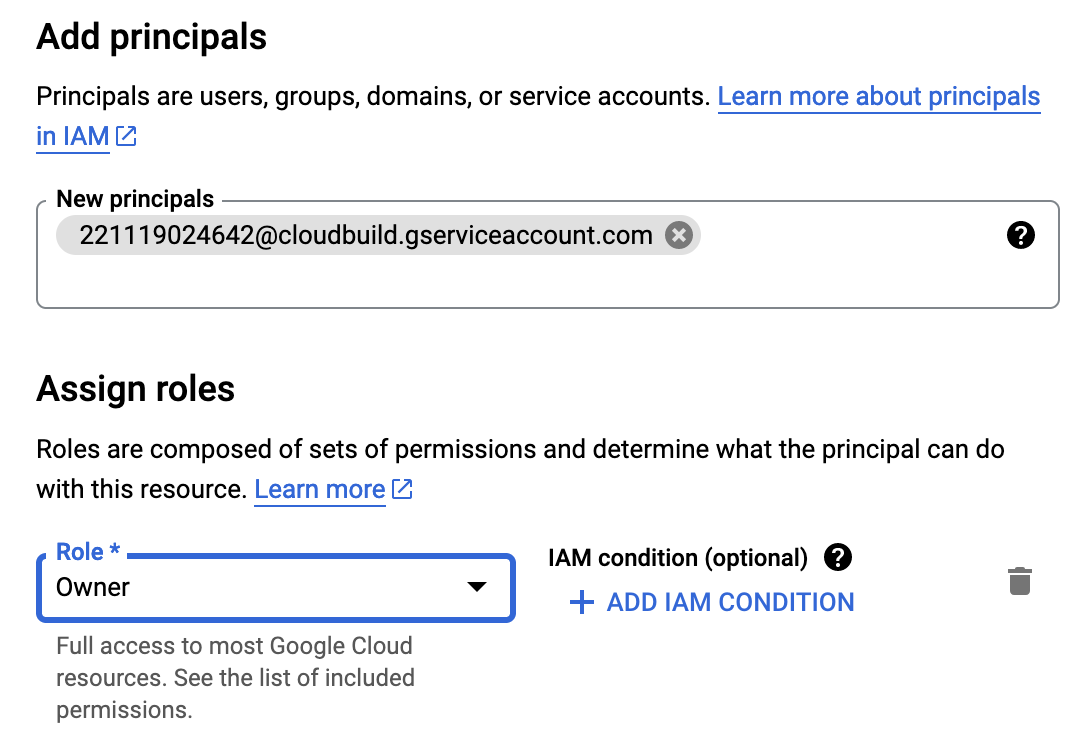 Add principals
Principals are users, groups, domains, or service accounts. Learn more about principals
in IAM
New principals
221119024642@cloudbuild.gserviceaccount.com
Assign roles
Roles are composed of sets of permissions and determine what the principal can do
with this resource. Learn more
Role *
Owner
IAM condition (optional)
ADD IAM CONDITION
Full access to most Google Cloud
resources. See the list of included
permissions.